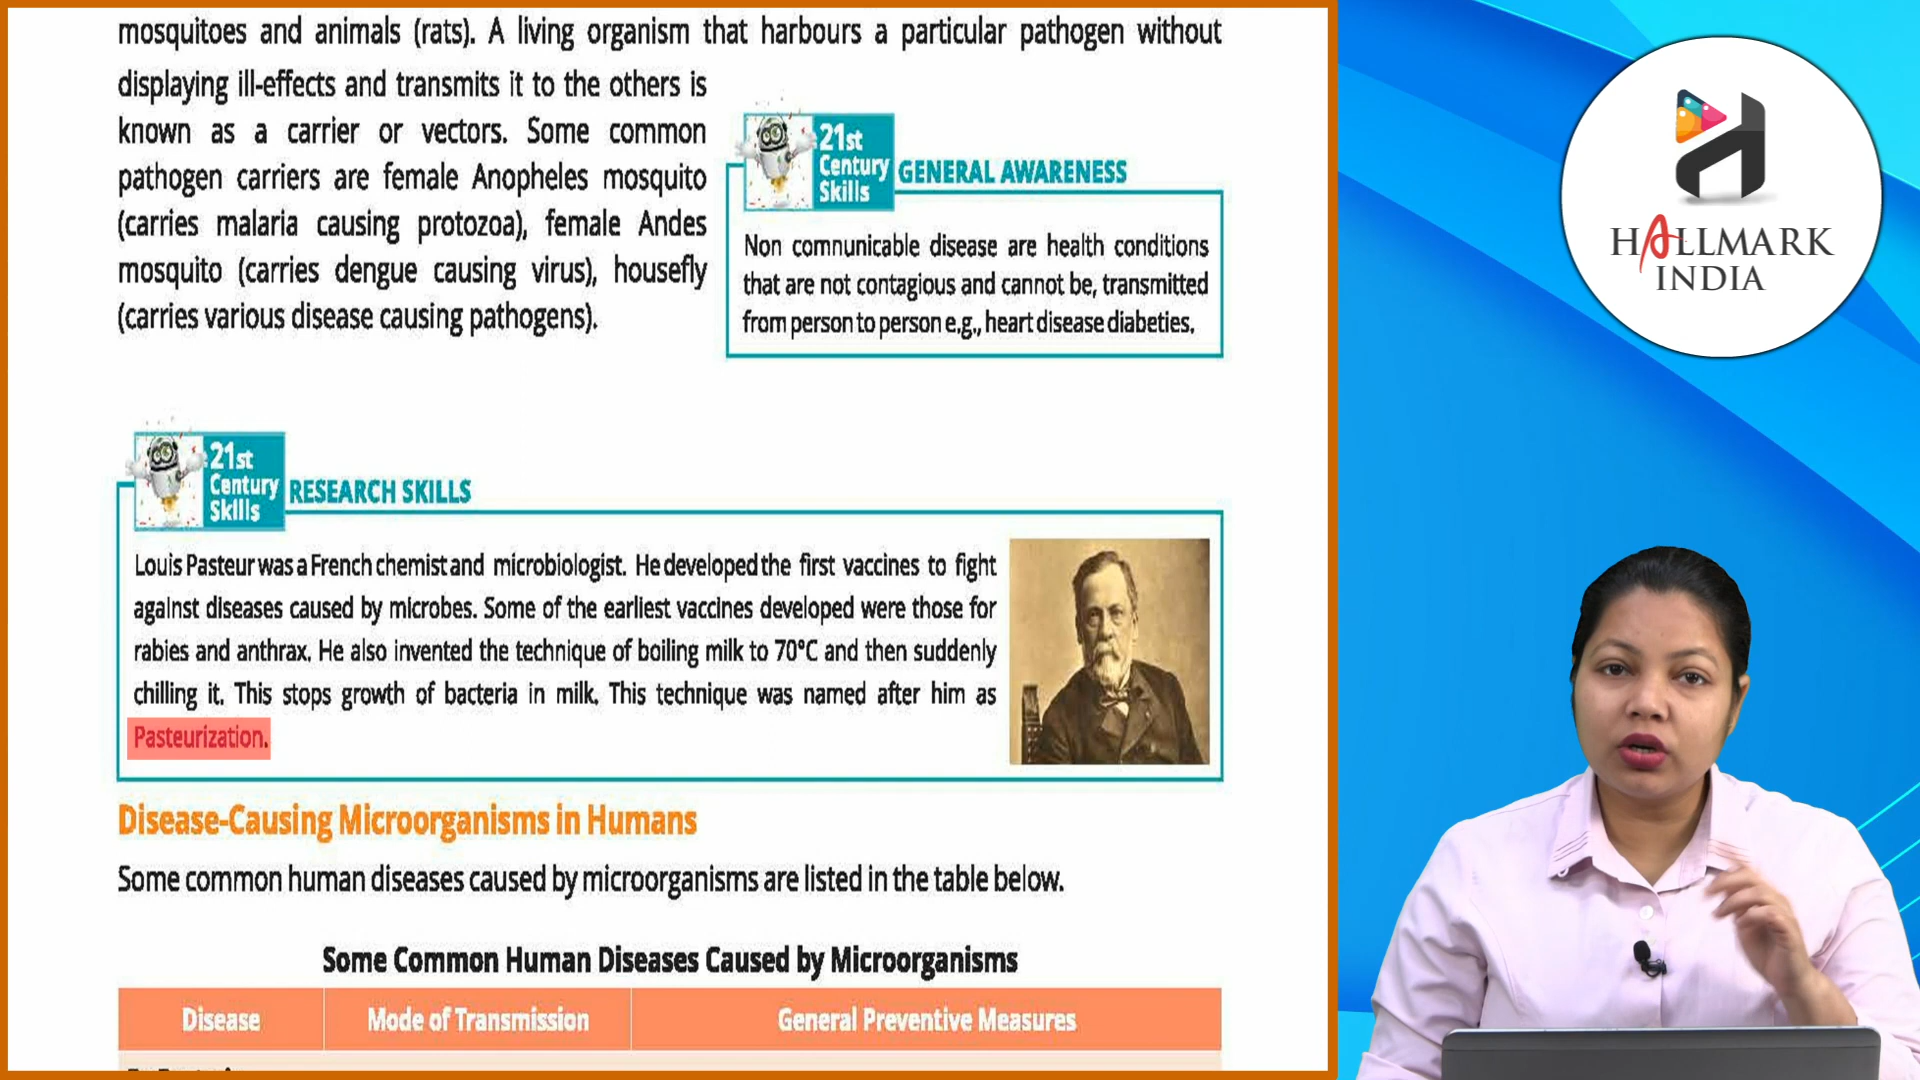 mosquitoes and animals (rats). A living organism that harbours a particular pathogen without
displaying ill-effects and transmits it to the others is
known as a carrier or vectors. Some common
pathogen carriers are female Anopheles mosquito
(carries malaria causing protozoa), female Andes
mosquito (carries dengue causing virus), housefly
(carries various disease causing pathogens).
21st
Century
Skills
GENERAL AWARENESS
Non comnunicable disease are health conditions
that are not contagious and cannot be, transmitted
from person to person e.g., heart disease diabeties.
21st
Century
Skills
RESEARCH SKILLS
Louis Pasteur was a French chemist and microbiologist. He developed the first vaccines to fight
against diseases caused by microbes. Some of the earliest vaccines developed were those for
rabies and anthrax. He also invented the technique of boiling milk to 70°C and then suddenly
chilling it. This stops growth of bacteria in milk. This technique was named after him as
Pasteurization.
Disease-Causing Microorganisms in Humans
Some common human diseases caused by microorganisms are listed in the table below.
Some Common Human Diseases Caused by Microorganisms
Disease Mode of Transmission General Preventive Measures
HALLMARK
INDIA